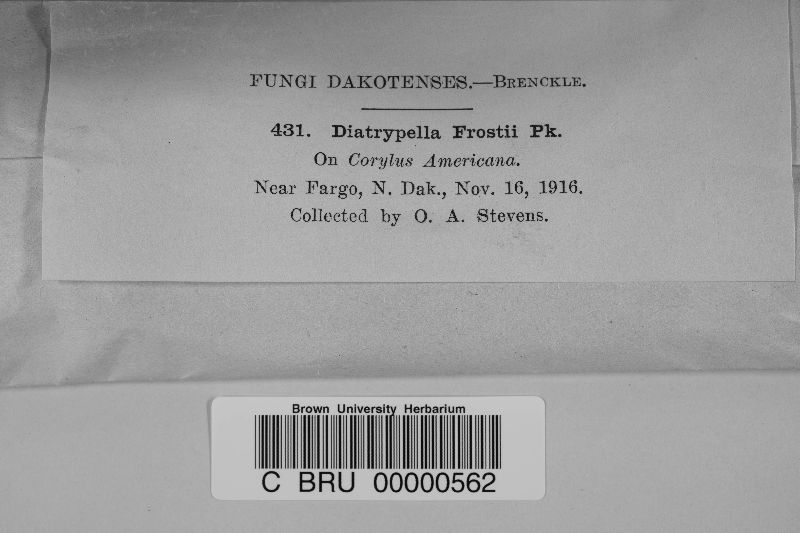 FUNGI DAKOTENSES.—BRENCKLE.
431. Diatrypella Frostii Pk.
On Corylus Americana.
Near Fargo, N. Dak., Nov. 16, 1916.
Collected by O. A. Stevens.
Brown University Herbarium
C BRU 00000562